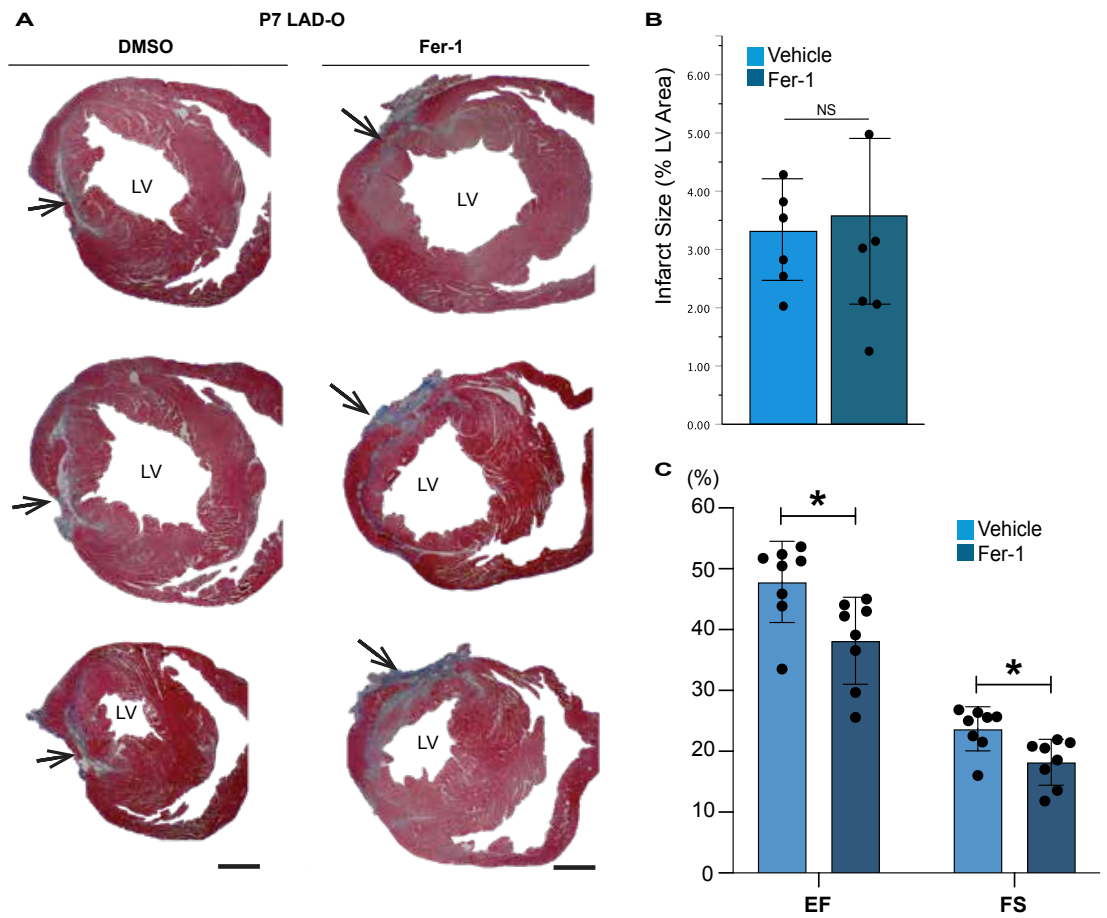 A
P7 LAD-O
DMSO
Fer-1
LV
LV
LV
LV
LV
LV
B
Vehicle
Fer-1
NS
Infarct Size (% LV Area)
6.00
5.00
4.00
3.00
2.00
1.00
0.00
C
(%)
Vehicle
Fer-1
*
*
60
50
40
30
20
10
0
EF
FS